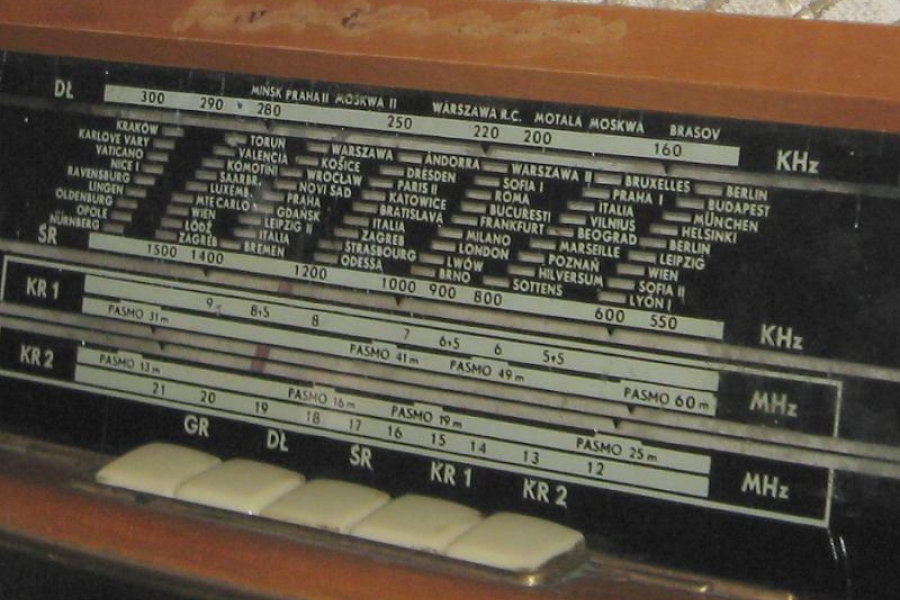 MIŃSK PRAHA II MOSKWA II WARSZAWA R.C. MOTALA MOSKWA BRASOV
DŁ 300 290 280 250 220 200 160 KHz
KRAKÓW
KARLOVE VARY
VATICANO
NICE I
RAVENSBURG
LINGEN
OLDENBURG
OPOLE
NÜRNBERG
TORUŃ
VALENCIA
KOMOTINI
SAARBR.
LUXEMB.
MTE CARLO
WIEN
ŁÓDŹ
ZAGREB
WARSZAWA
KOŠICE
WROCŁAW
NOVI SAD
PRAHA
GDAŃSK
LEIPZIG II
ITALIA
BREMEN
ANDORRA
DRESDEN
PARIS II
KATOWICE
BRATISLAVA
ITALIA
ZAGREB
STRASBOURG
ODESSA
WARSZAWA II
SOFIA I
ROMA
BUCURESTI
FRANKFURT
MILANO
LONDON
LWÓW
BRNO
BRUXELLES
PRAHA I
ITALIA
VILNIUS
BEOGRAD
MARSEILLE
POZNAŃ
HILVERSUM
SOTTENS
BERLIN
BUDAPEST
MÜNCHEN
HELSINKI
BERLIN
LEIPZIG
WIEN
SOFIA II
LYON I
ŚR 1500 1400 1200 1000 900 800 600 550 KHz
KR 1 9,5 8,5 8 7 6,5 6 5,5
PASMO 31m PASMO 41m PASMO 49m PASMO 60m MHz
KR 2 PASMO 13m PASMO 16m PASMO 19m PASMO 25m
21 20 19 18 17 16 15 14 13 12 MHz
GR DŁ ŚR KR 1 KR 2